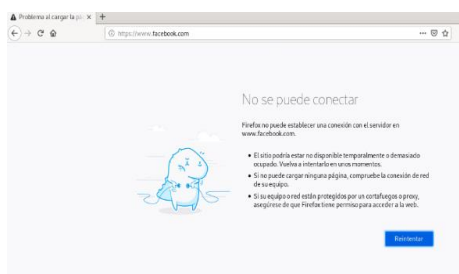 Problema al cargar la pá
https://www.facebook.com
No se puede conectar
Firefox no puede establecer una conexión con el servidor en
www.facebook.com.
El sitio podría estar no disponible temporalmente o demasiado
ocupado. Vuelva a intentarlo en unos momentos.
Si no puede cargar ninguna página, compruebe la conexión de red
de su equipo.
Si su equipo o red están protegidos por un cortafuegos o proxy,
asegúrese de que Firefox tiene permiso para acceder a la web.
Reintentar